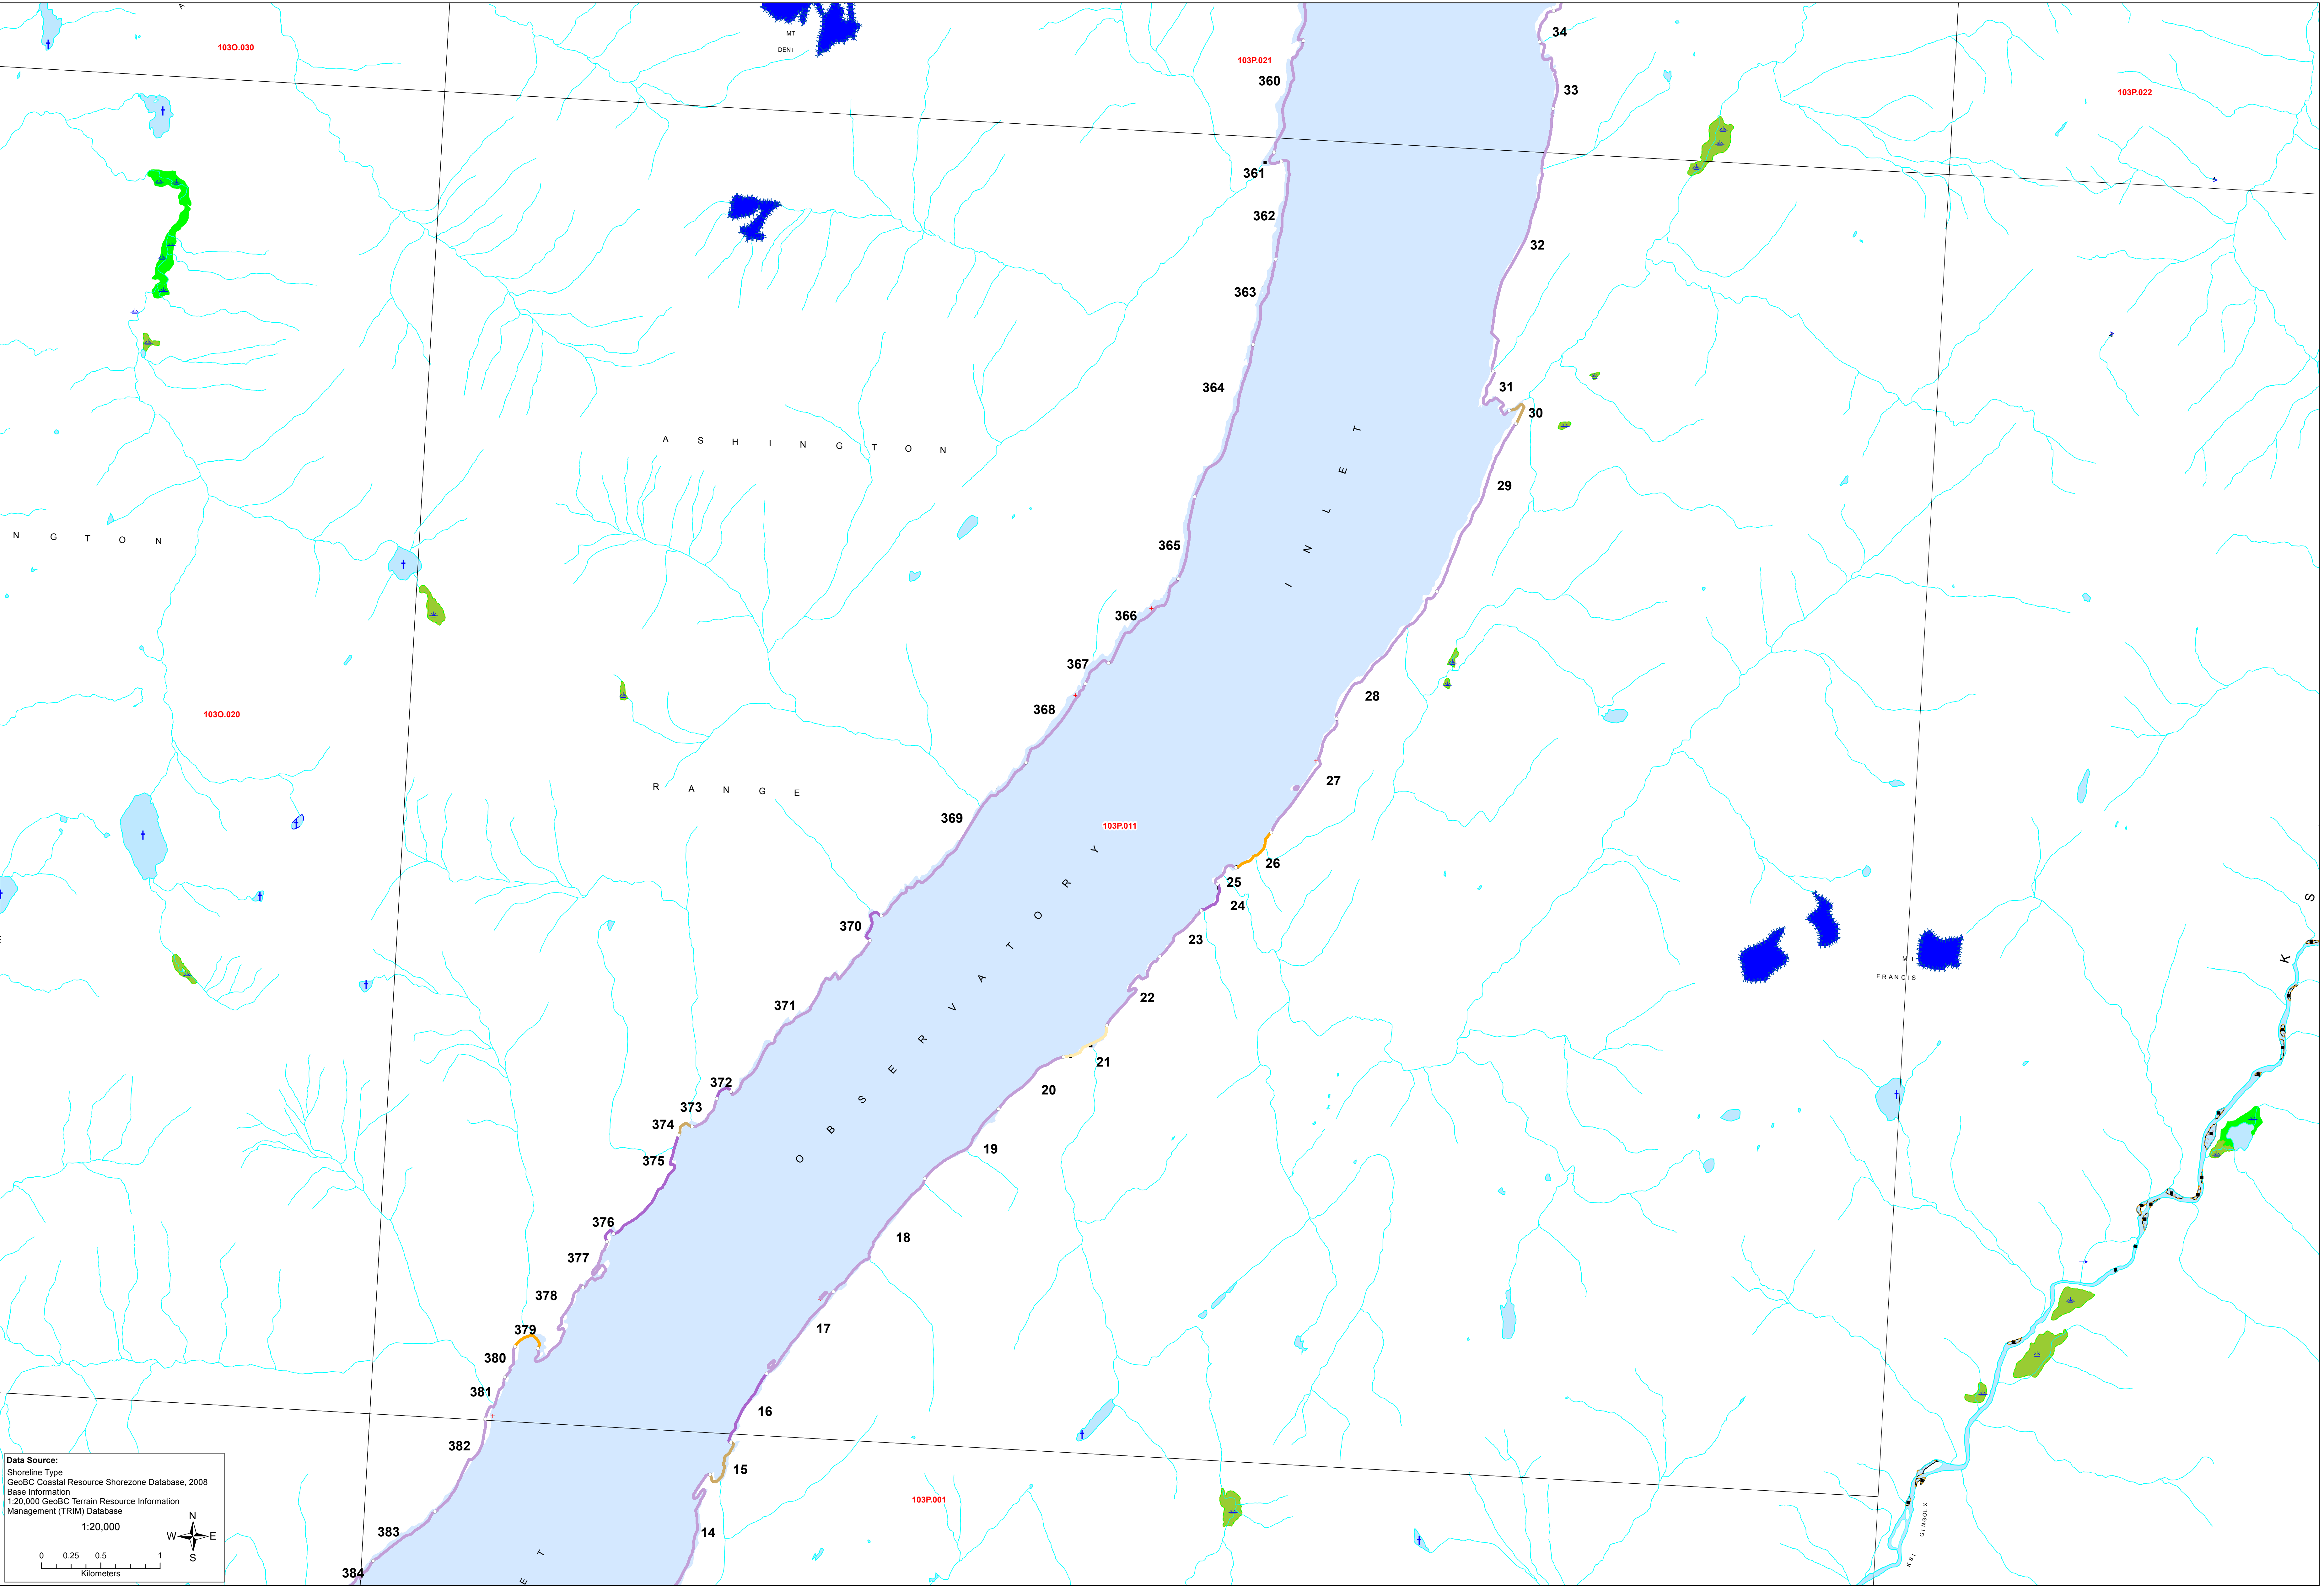 MT
DENT
103O.030
103P.021
103P.022
34
33
32
31
30
29
28
27
26
25
24
23
22
21
20
19
18
17
16
15
14
360
361
362
363
364
365
366
367
368
369
370
371
372
373
374
375
376
377
378
379
380
381
382
383
384
A S H I N G T O N
R A N G E
N G T O N
103O.020
103P.011
103P.001
O B S E R V A T O R Y
I N L E T
E T
MT
FRANCIS
K S
KSI GINGOLX
Data Source:
Shoreline Type
GeoBC Coastal Resource Shorezone Database, 2008
Base Information
1:20,000 GeoBC Terrain Resource Information
Management (TRIM) Database
1:20,000
N
W E
S
0 0.25 0.5 1
Kilometers